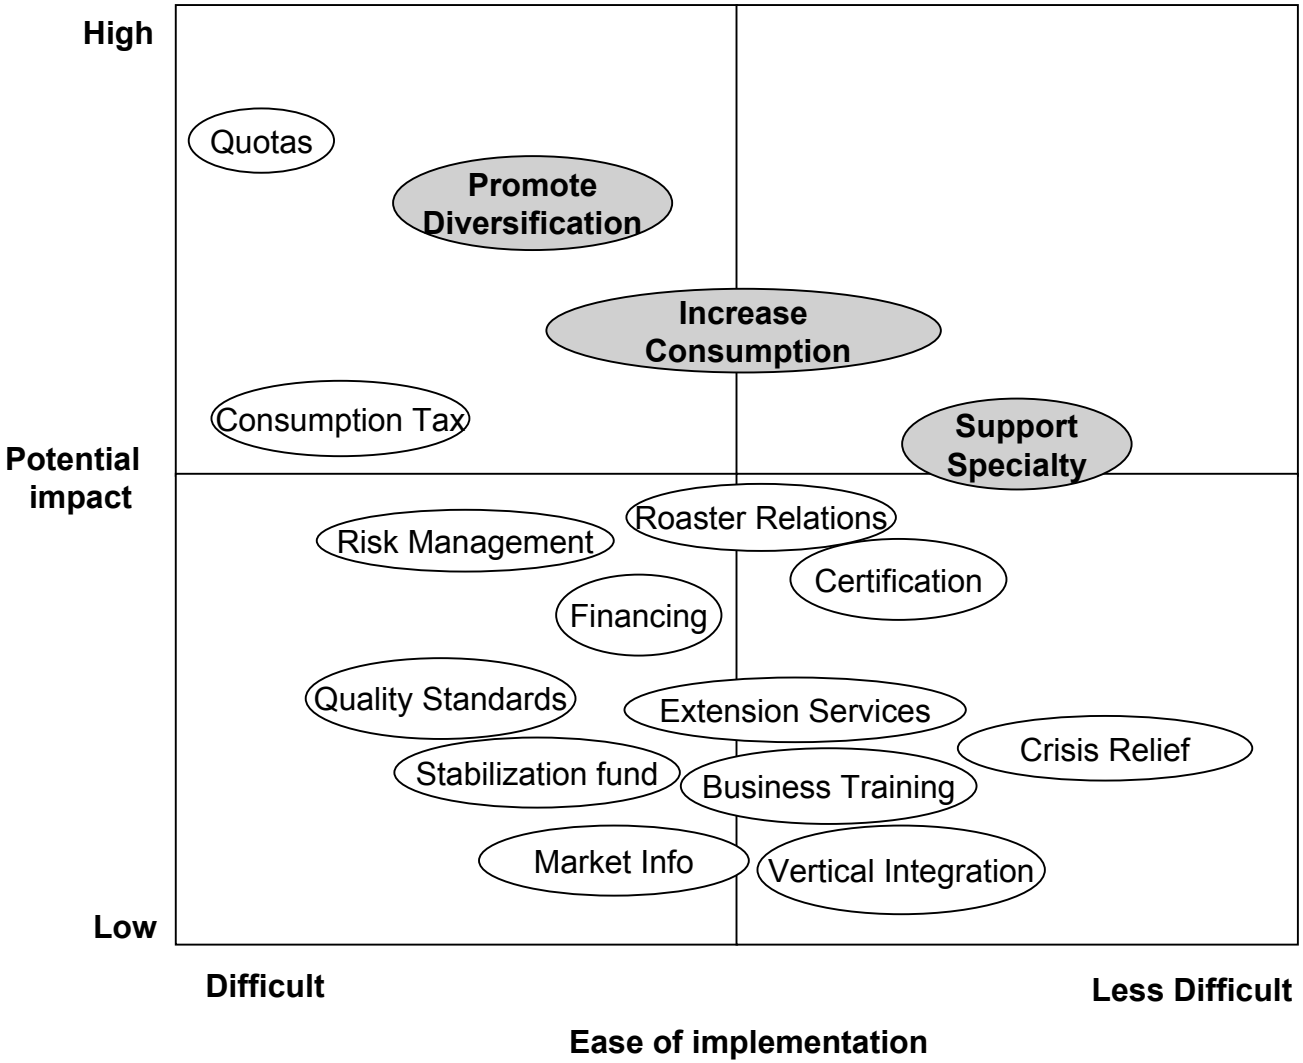 High
Quotas
Promote
Diversification
Increase
Consumption
Consumption Tax
Support
Specialty
Potential
impact
Roaster Relations
Risk Management
Certification
Financing
Quality Standards
Extension Services
Crisis Relief
Stabilization fund
Business Training
Market Info
Vertical Integration
Low
Difficult
Less Difficult
Ease of implementation